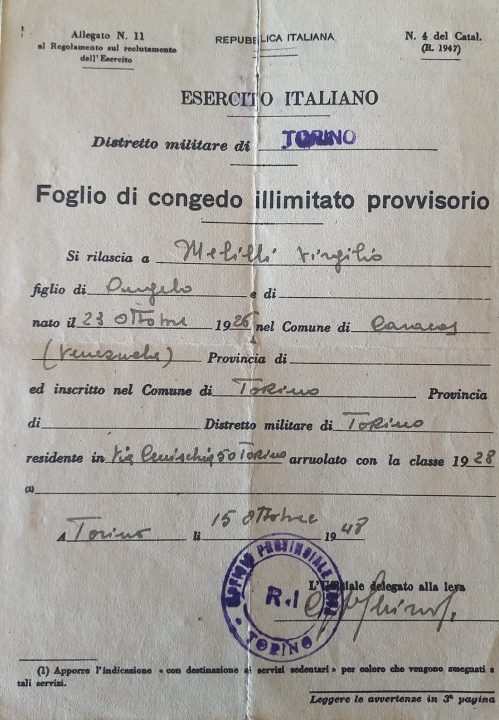 Allegato N. 11
al Regolamento sul reclutamento
dell'Esercito
REPUBBLICA ITALIANA
N. 4 del Catal.
(R. 1947)
ESERCITO ITALIANO
Distretto militare di TORINO
Foglio di congedo illimitato provvisorio
Si rilascia a Melilli Virgilio
figlio di Angelo e di
nato il 23 ottobre 1926 nel Comune di Caracas
(Venezuela) Provincia di
ed inscritto nel Comune di Torino Provincia
di Distretto militare di Torino
residente in Via 50 Torino arruolato con la classe 1928
(1)
A Torino li 15 ottobre 1948
UFFICIO PROVINCIALE
R.I
TORINO
L'Ufficiale delegato alla leva
(1) Apporre l'indicazione « con destinazione ai servizi sedentari » per coloro che vengono assegnati a
tali servizi.
Leggere le avvertenze in 3ª pagina